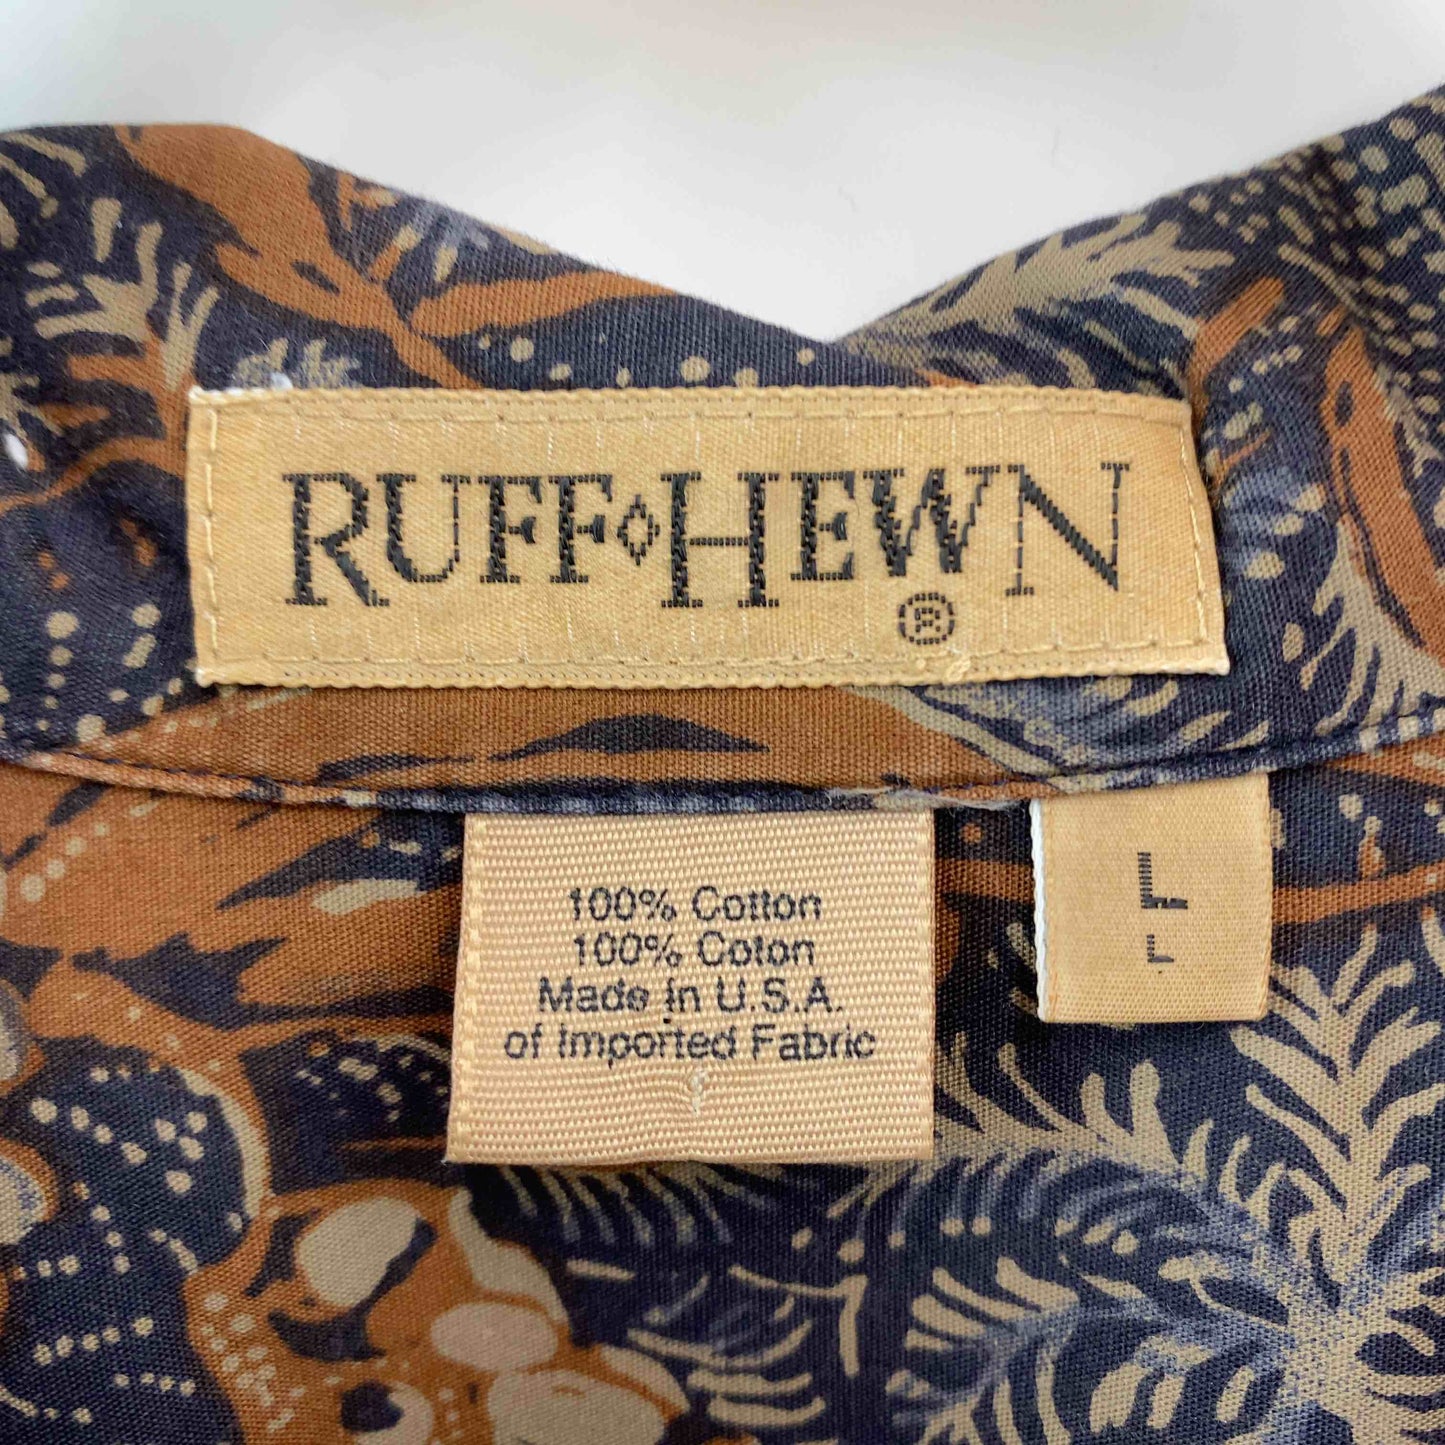 RUFF◇HEWN
®
100% Cotton
100% Coton
Made in U.S.A.
of Imported Fabric
L